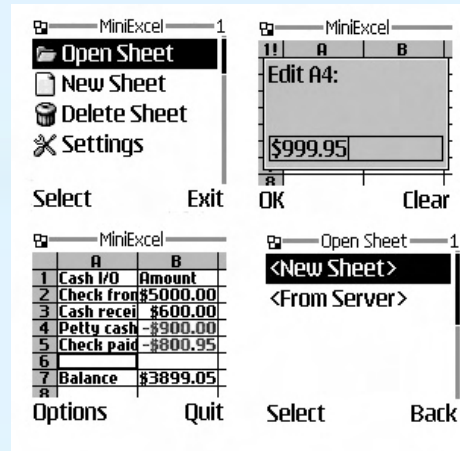 MiniExcel 1
Open Sheet
New Sheet
Delete Sheet
Settings
Select Exit
MiniExcel
1! A B
Edit A4:
$999.95
8
OK Clear
MiniExcel
A B
1 Cash I/O Amount
2 Check fron $5000.00
3 Cash recei $600.00
4 Petty cash -$900.00
5 Check paid -$800.95
6
7 Balance $3899.05
8
Options Quit
Open Sheet 1
<New Sheet>
<From Server>
Select Back